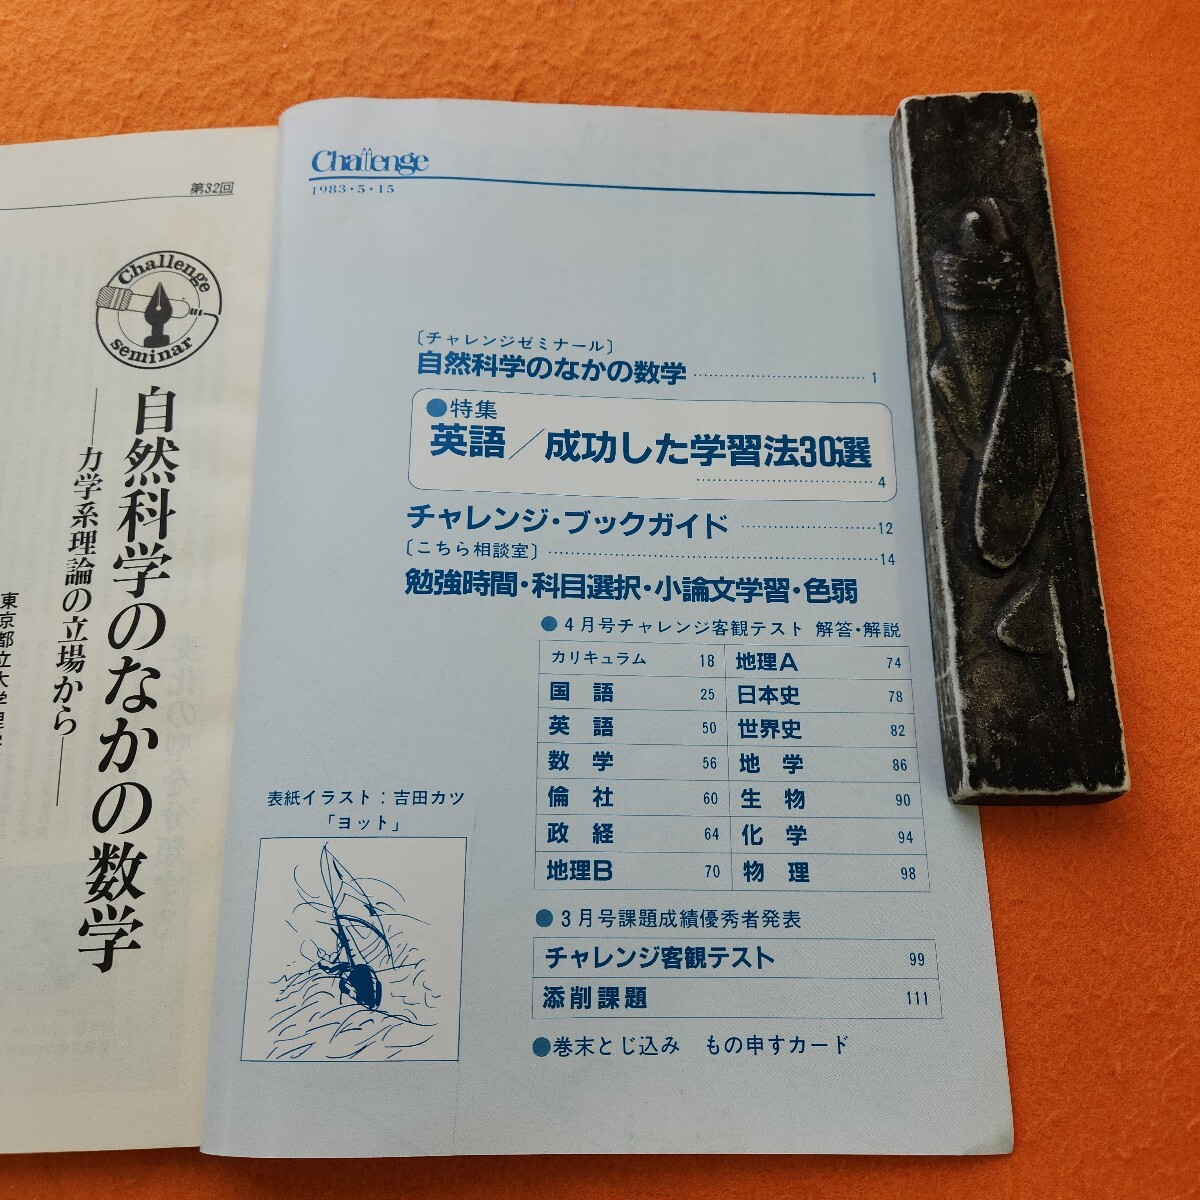 Challenge
1983・5・15
〔チャレンジゼミナール〕
自然科学のなかの数学 1
●特集
英語／成功した学習法30選
4
チャレンジ・ブックガイド 12
〔こちら相談室〕 14
勉強時間・科目選択・小論文学習・色弱
●4月号チャレンジ客観テスト 解答・解説
カリキュラム 18 地理A 74
国語 25 日本史 78
英語 50 世界史 82
数学 56 地学 86
倫社 60 生物 90
政経 64 化学 94
地理B 70 物理 98
●3月号課題成績優秀者発表
チャレンジ客観テスト 99
添削課題 111
●巻末とじ込み もの申すカード
表紙イラスト：吉田カツ
「ヨット」
第32回
Challenge
seminar
自然科学のなかの数学
―力学系理論の立場から―
東京都立大学